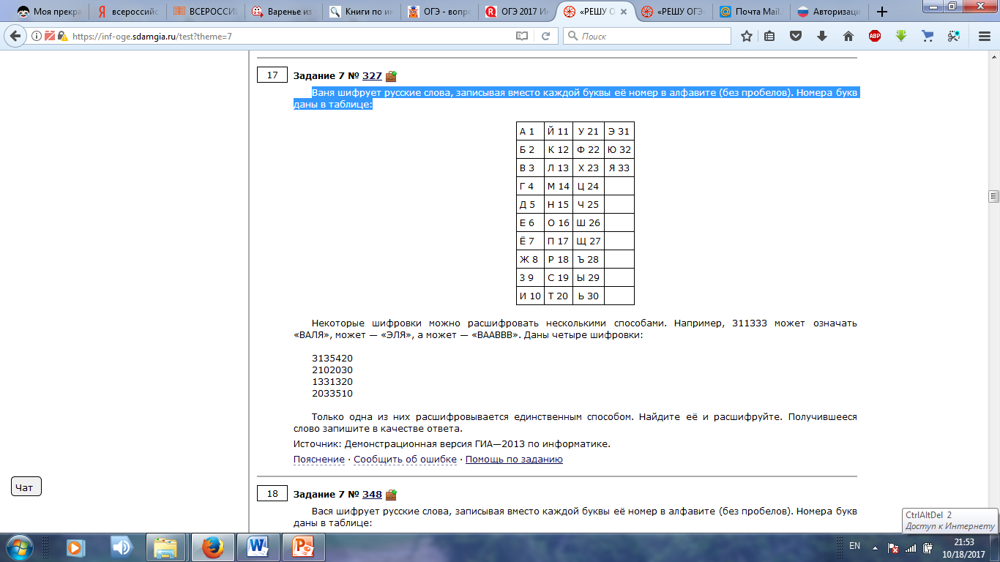 Моя прекра
всероссийс
ВСЕРОССИЙ
Варенье из
Книги по ин
ОГЭ - вопро
ОГЭ 2017 Ин
«РЕШУ О
«РЕШУ ОГЭ»
Почта Mail.
Авторизаци
https://inf-oge.sdamgia.ru/test?theme=7
Поиск
ABP
17
Задание 7 № 327
Ваня шифрует русские слова, записывая вместо каждой буквы её номер в алфавите (без пробелов). Номера букв
даны в таблице:
А 1 Й 11 У 21 Э 31
Б 2 К 12 Ф 22 Ю 32
В 3 Л 13 Х 23 Я 33
Г 4 М 14 Ц 24
Д 5 Н 15 Ч 25
Е 6 О 16 Ш 26
Ё 7 П 17 Щ 27
Ж 8 Р 18 Ъ 28
З 9 С 19 Ы 29
И 10 Т 20 Ь 30
Некоторые шифровки можно расшифровать несколькими способами. Например, 311333 может означать
«ВАЛЯ», может — «ЭЛЯ», а может — «ВААВВВ». Даны четыре шифровки:
3135420
2102030
1331320
2033510
Только одна из них расшифровывается единственным способом. Найдите её и расшифруйте. Получившееся
слово запишите в качестве ответа.
Источник: Демонстрационная версия ГИА—2013 по информатике.
Пояснение · Сообщить об ошибке · Помощь по заданию
Чат
18
Задание 7 № 348
Вася шифрует русские слова, записывая вместо каждой буквы её номер в алфавите (без пробелов). Номера букв
даны в таблице:
CtrlAltDel 2
Доступ к Интернету
EN
21:53
10/18/2017